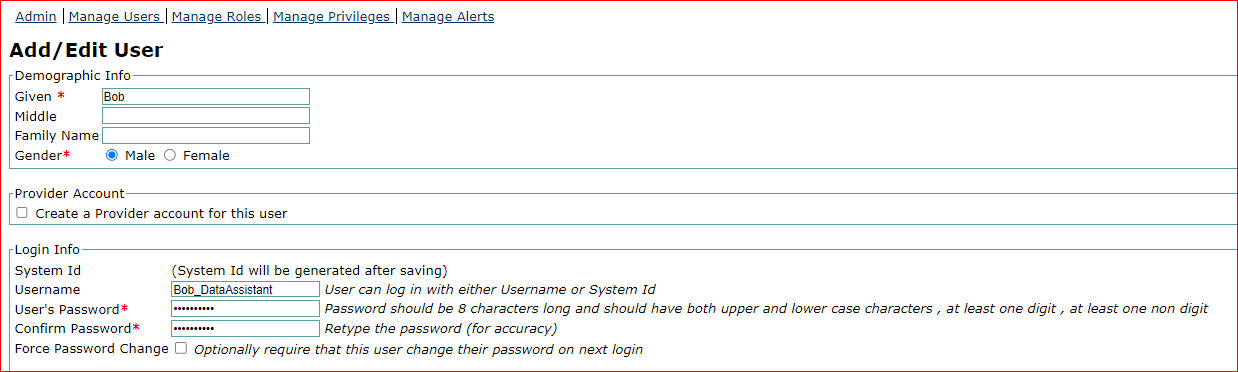 Admin | Manage Users | Manage Roles | Manage Privileges | Manage Alerts
Add/Edit User
Demographic Info
Given * Bob
Middle
Family Name
Gender* Male Female
Provider Account
Create a Provider account for this user
Login Info
System Id (System Id will be generated after saving)
Username Bob_DataAssistant User can log in with either Username or System Id
User's Password* •••••••••• Password should be 8 characters long and should have both upper and lower case characters , at least one digit , at least one non digit
Confirm Password* •••••••••• Retype the password (for accuracy)
Force Password Change Optionally require that this user change their password on next login